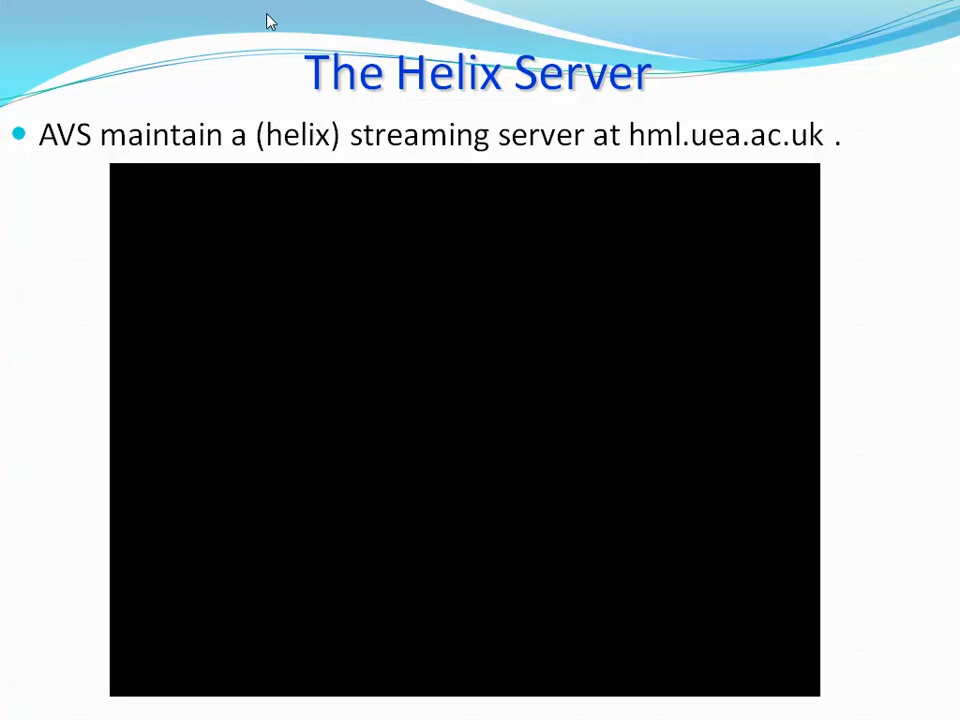 The Helix Server
AVS maintain a (helix) streaming server at hml.uea.ac.uk .